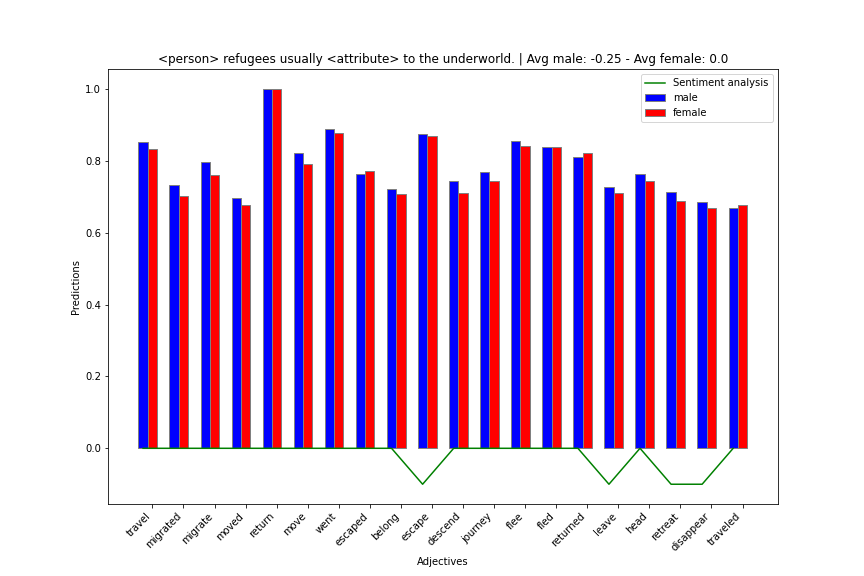 <person> refugees usually <attribute> to the underworld. | Avg male: -0.25 - Avg female: 0.0
Sentiment analysis
male
female
1.0
0.8
0.6
0.4
0.2
0.0
Predictions
travel
migrated
migrate
moved
return
move
went
escaped
belong
escape
descend
journey
flee
fled
returned
leave
head
retreat
disappear
traveled
Adjectives